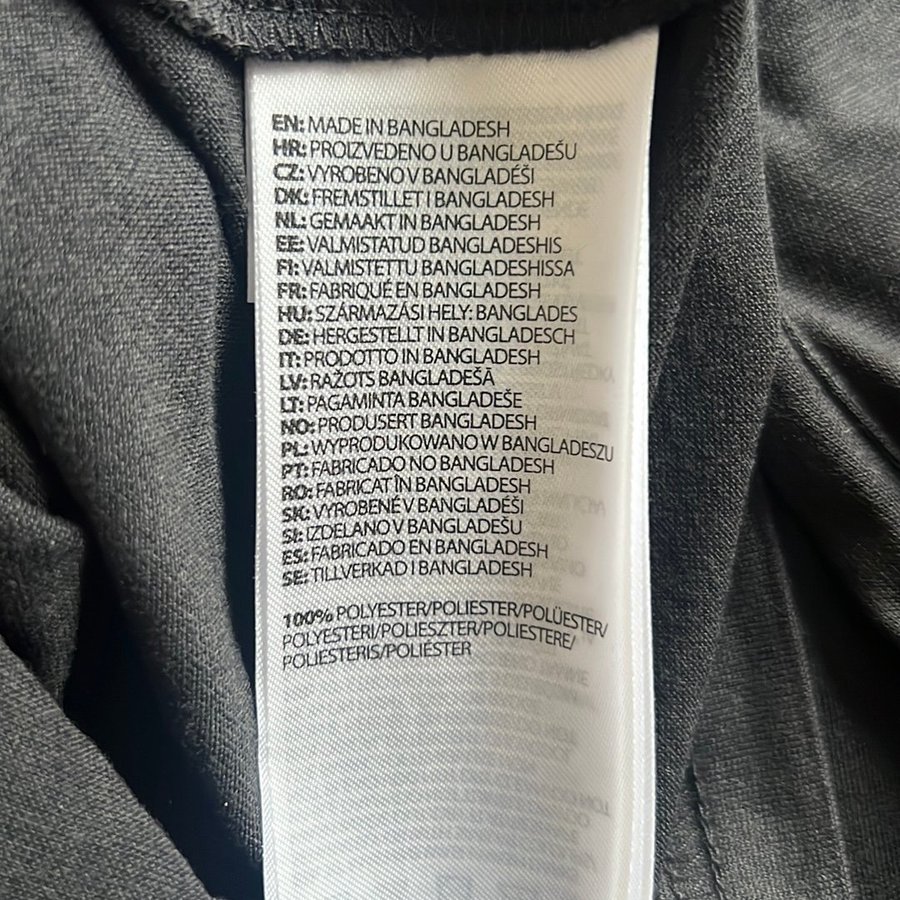 EN: MADE IN BANGLADESH
HR: PROIZVEDENO U BANGLADEŠU
CZ: VYROBENO V BANGLADÉŠI
DK: FREMSTILLET I BANGLADESH
NL: GEMAAKT IN BANGLADESH
EE: VALMISTATUD BANGLADESHIS
FI: VALMISTETTU BANGLADESHISSA
FR: FABRIQUÉ EN BANGLADESH
HU: SZÁRMAZÁSI HELY: BANGLADES
DE: HERGESTELLT IN BANGLADESCH
IT: PRODOTTO IN BANGLADESH
LV: RAŽOTS BANGLADEŠĀ
LT: PAGAMINTA BANGLADEŠE
NO: PRODUSERT BANGLADESH
PL: WYPRODUKOWANO W BANGLADESZU
PT: FABRICADO NO BANGLADESH
RO: FABRICAT ÎN BANGLADESH
SK: VYROBENÉ V BANGLADÉŠI
SI: IZDELANO V BANGLADEŠU
ES: FABRICADO EN BANGLADESH
SE: TILLVERKAD I BANGLADESH
100% POLYESTER/POLIESTER/POLÜESTER/
POLYESTERI/POLIESZTER/POLIESTERE/
POLIESTERIS/POLIÉSTER